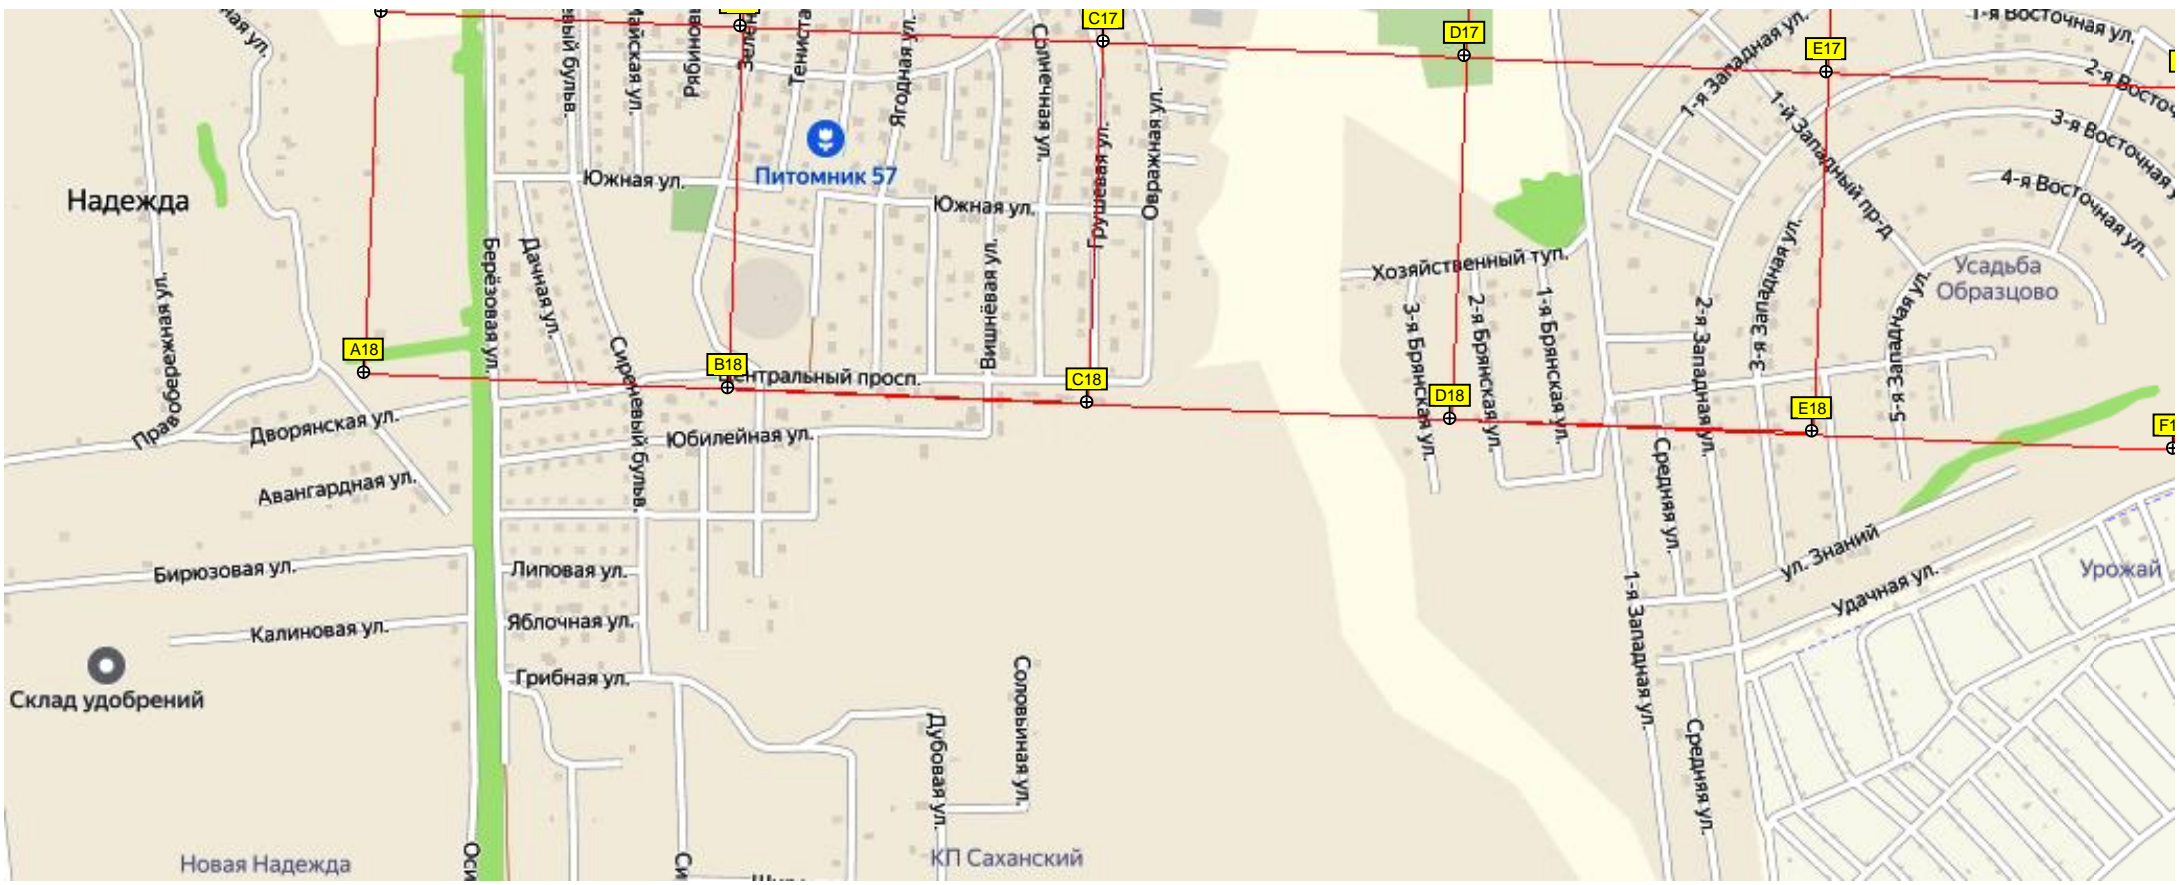 C17
D17
E17
1-я Восточная ул.
ная ул.
Майская ул.
Ягодная ул.
Солнечная ул.
1-я Западная ул.
3-я Восточная
4-я Восточная ул.
1-й Западный пр-д
Грушевая ул.
Овражная ул.
Питомник 57
Южная ул.
Южная ул.
Надежда
Берёзовая ул.
Дачная ул.
Вишнёвая ул.
Хозяйственный туп.
3-я Брянская ул.
2-я Брянская ул.
1-я Брянская ул.
2-я Западная ул.
3-я Западная ул.
5-я Западная ул.
Усадьба
Образцово
Правобережная ул.
A18
B18
C18
D18
E18
Сиреневый бульв.
Дворянская ул.
Юбилейная ул.
Авангардная ул.
Средняя ул.
ул. Знаний
Удачная ул.
Урожай
Бирюзовая ул.
Липовая ул.
Калиновая ул.
Яблочная ул.
1-я Западная ул.
Склад удобрений
Грибная ул.
Соловьиная ул.
Дубовая ул.
Средняя ул.
Новая Надежда
Оси
Си
КП Саханский